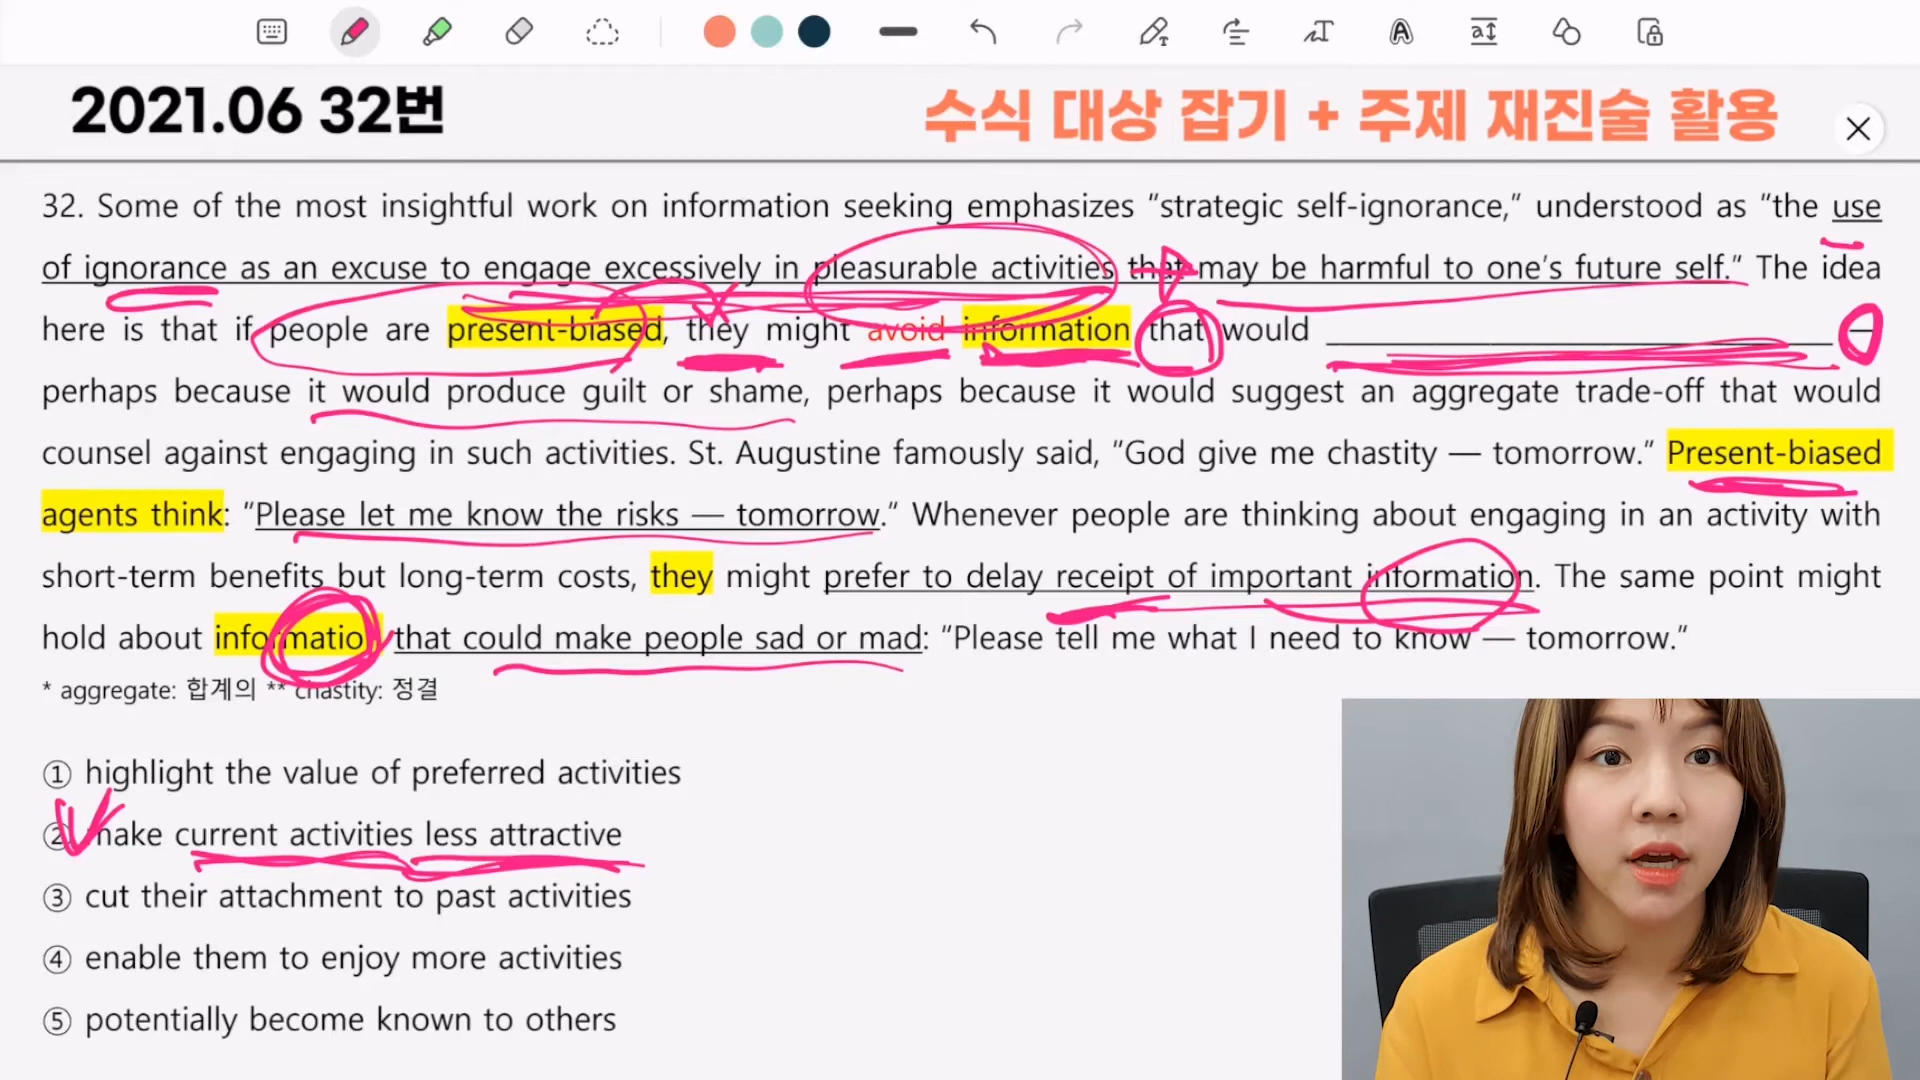 2021.06 32번
수식 대상 잡기 + 주제 재진술 활용
32. Some of the most insightful work on information seeking emphasizes “strategic self-ignorance,” understood as “the use
of ignorance as an excuse to engage excessively in pleasurable activities that may be harmful to one’s future self.” The idea
here is that if people are present-biased, they might avoid information that would ______________________________ —
perhaps because it would produce guilt or shame, perhaps because it would suggest an aggregate trade-off that would
counsel against engaging in such activities. St. Augustine famously said, “God give me chastity — tomorrow.” Present-biased
agents think: “Please let me know the risks — tomorrow.” Whenever people are thinking about engaging in an activity with
short-term benefits but long-term costs, they might prefer to delay receipt of important information. The same point might
hold about information that could make people sad or mad: “Please tell me what I need to know — tomorrow.”
* aggregate: 합계의 ** chastity: 정결
① highlight the value of preferred activities
② make current activities less attractive
③ cut their attachment to past activities
④ enable them to enjoy more activities
⑤ potentially become known to others